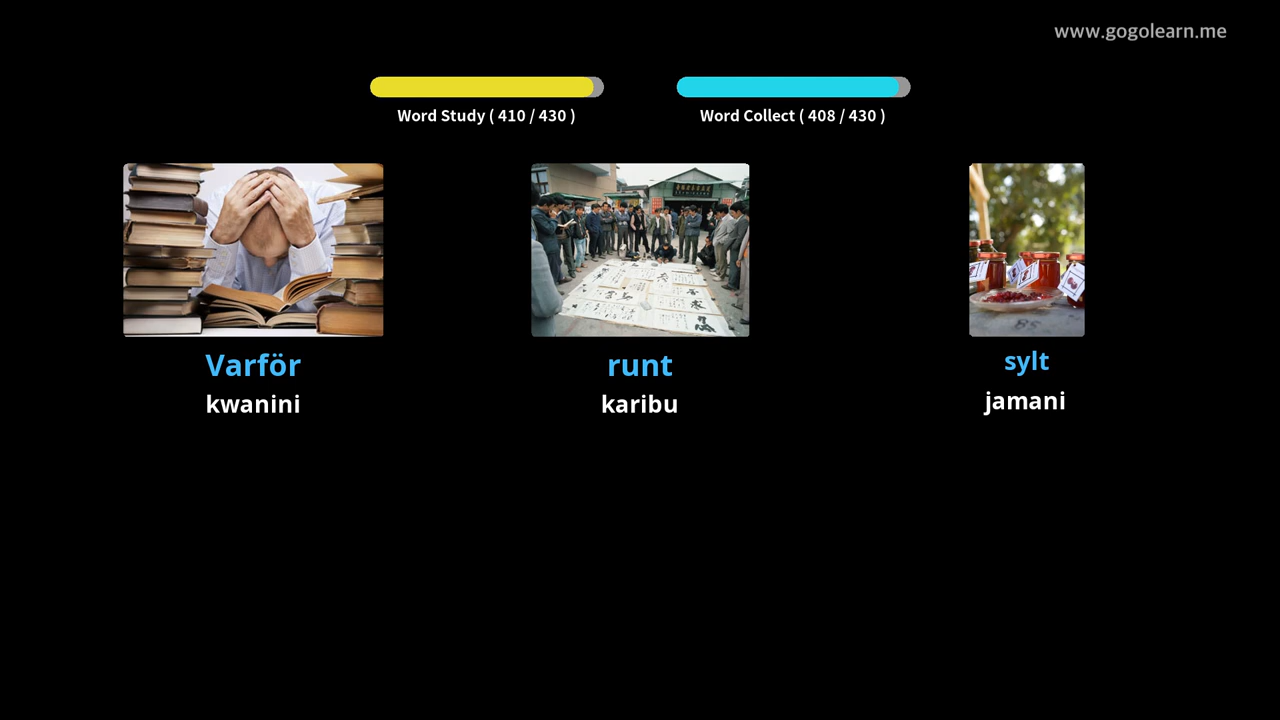 www.gogolearn.me
Word Study ( 410 / 430 )
Word Collect ( 408 / 430 )
Varför
runt
sylt
kwanini
karibu
jamani